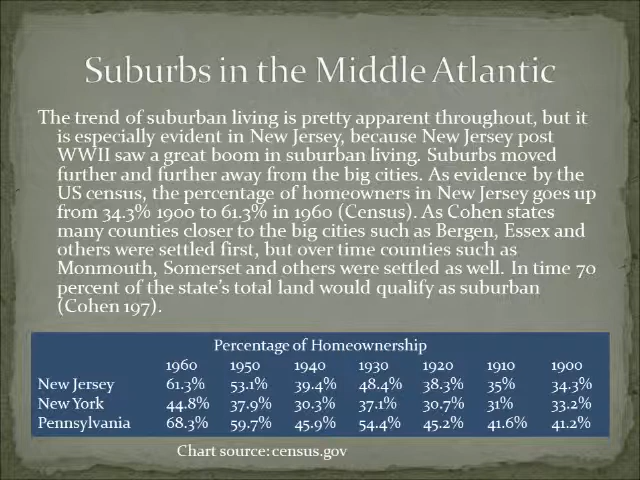 Suburbs in the Middle Atlantic
The trend of suburban living is pretty apparent throughout, but it
is especially evident in New Jersey, because New Jersey post
WWII saw a great boom in suburban living. Suburbs moved
further and further away from the big cities. As evidence by the
US census, the percentage of homeowners in New Jersey goes up
from 34.3% 1900 to 61.3% in 1960 (Census). As Cohen states
many counties closer to the big cities such as Bergen, Essex and
others were settled first, but over time counties such as
Monmouth, Somerset and others were settled as well. In time 70
percent of the state's total land would qualify as suburban
(Cohen 197).
Percentage of Homeownership
1960 1950 1940 1930 1920 1910 1900
New Jersey 61.3% 53.1% 39.4% 48.4% 38.3% 35% 34.3%
New York 44.8% 37.9% 30.3% 37.1% 30.7% 31% 33.2%
Pennsylvania 68.3% 59.7% 45.9% 54.4% 45.2% 41.6% 41.2%
Chart source: census.gov